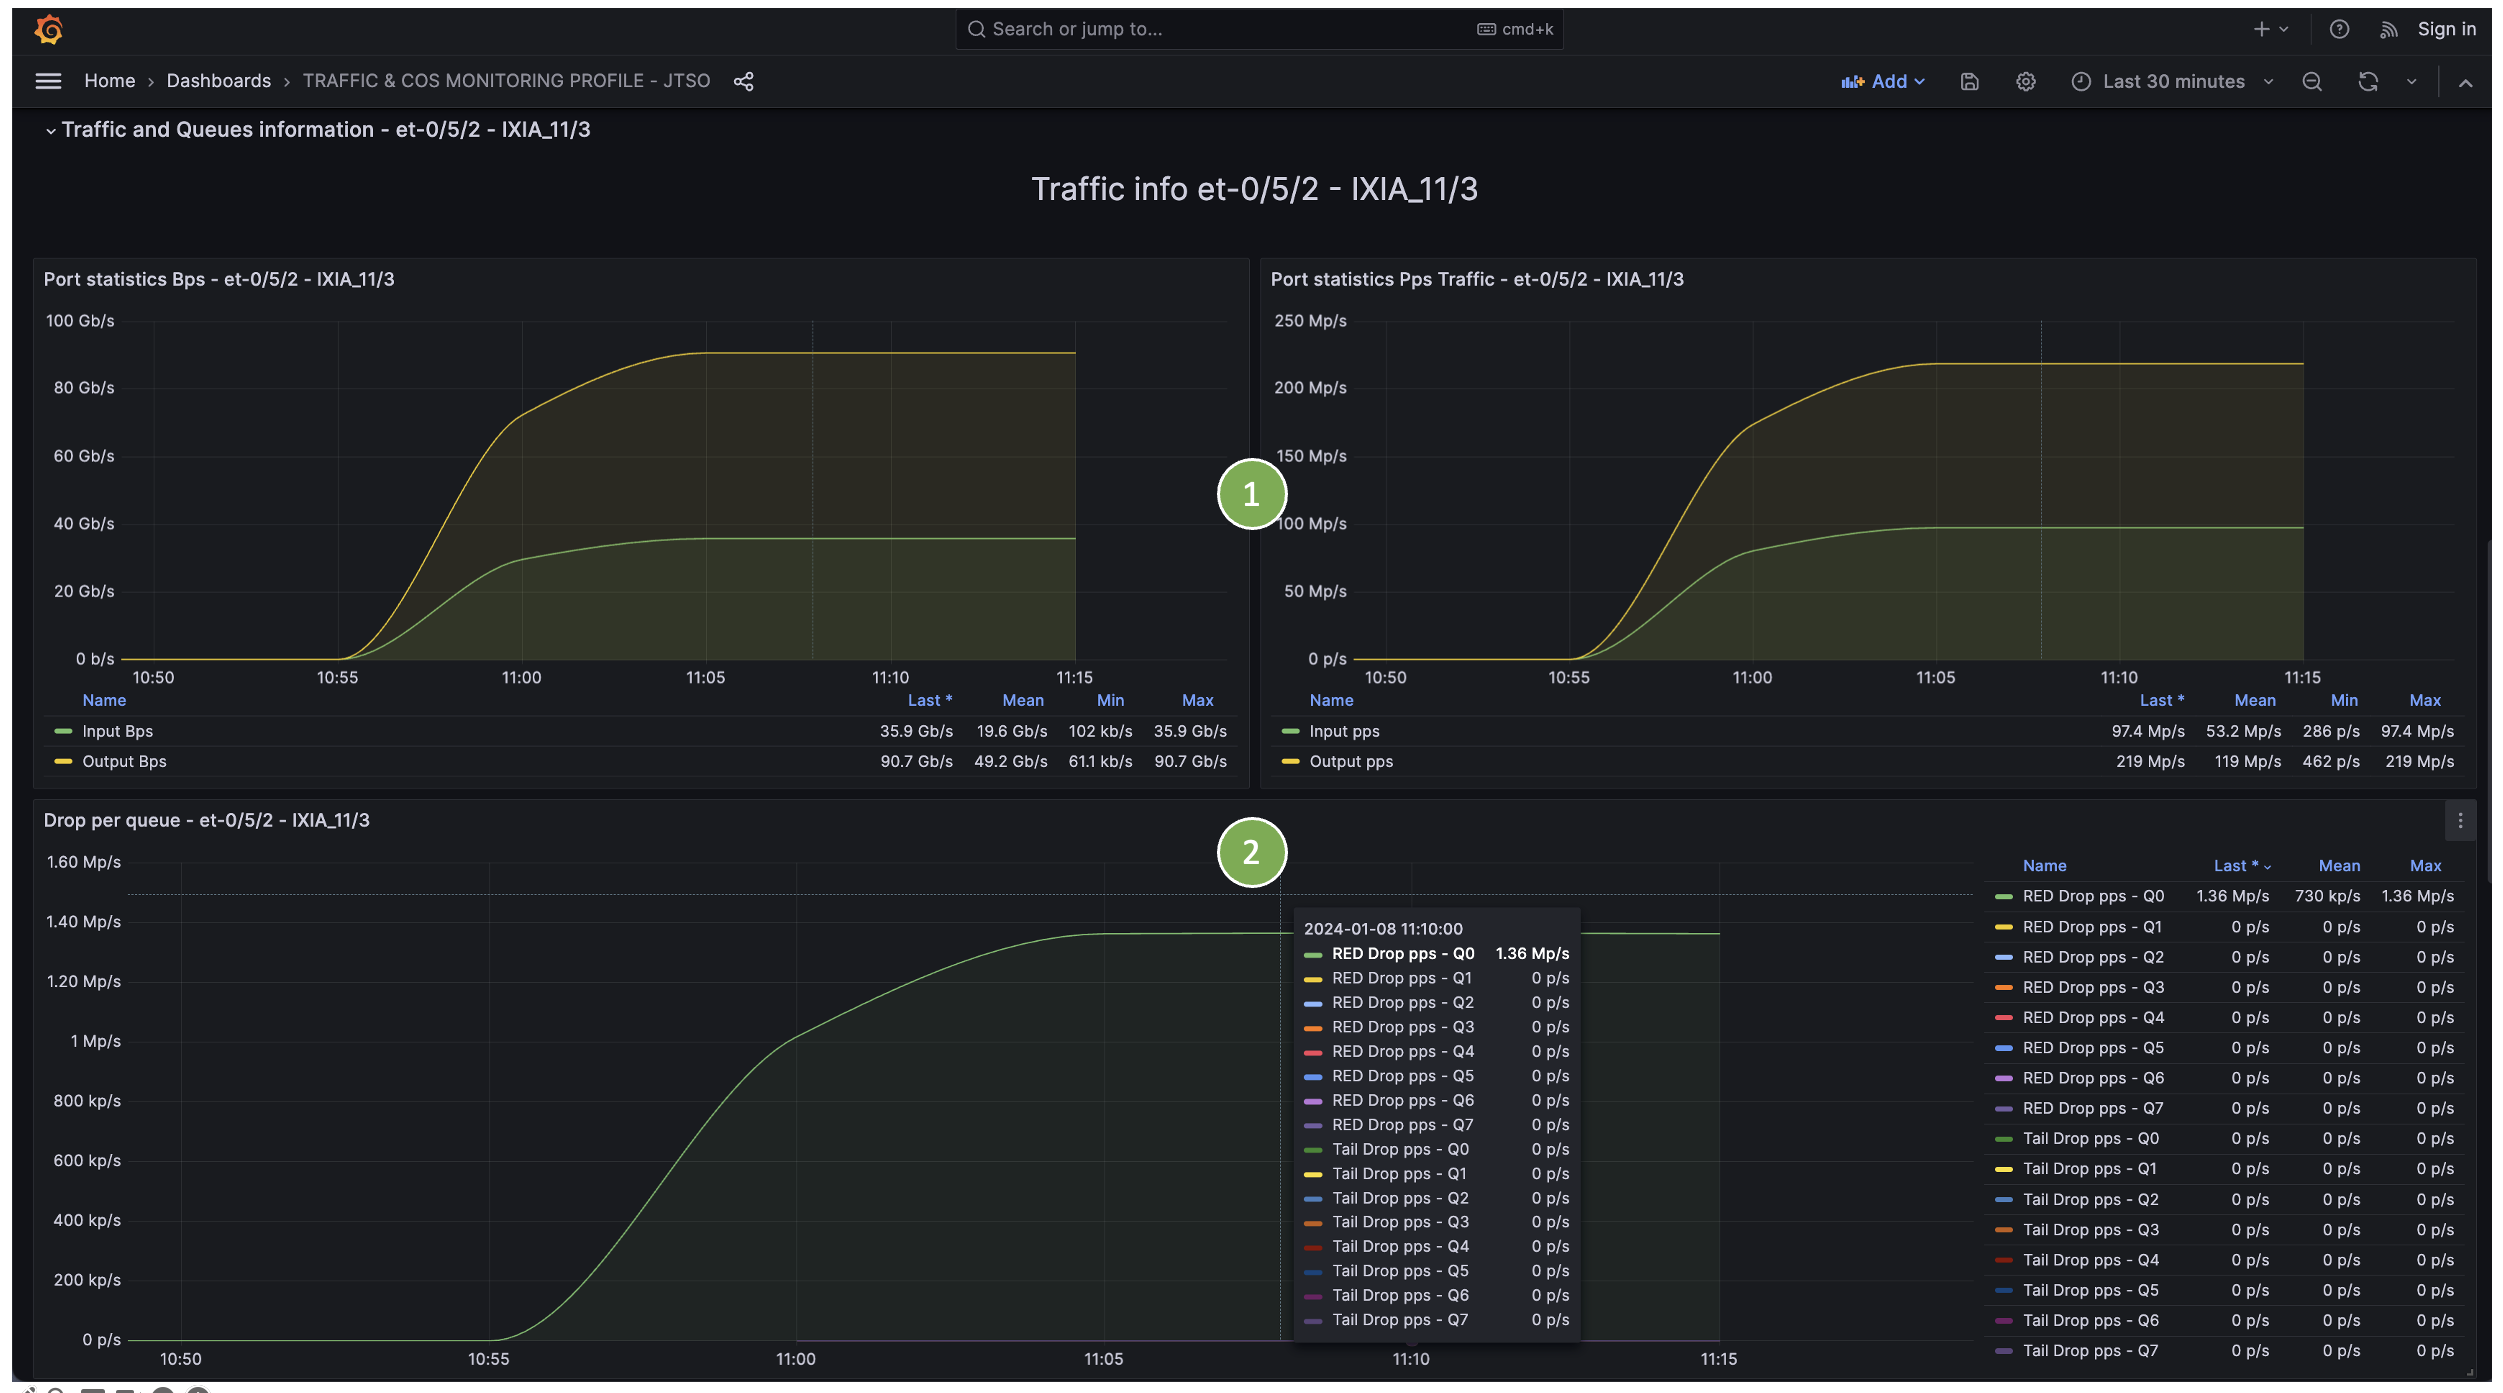 Search or jump to...
cmd+k
Sign in
Home › Dashboards › TRAFFIC & COS MONITORING PROFILE - JTSO
Add
Last 30 minutes
Traffic and Queues information - et-0/5/2 - IXIA_11/3
Traffic info et-0/5/2 - IXIA_11/3
Port statistics Bps - et-0/5/2 - IXIA_11/3
100 Gb/s
80 Gb/s
60 Gb/s
40 Gb/s
20 Gb/s
0 b/s
10:50 10:55 11:00 11:05 11:10 11:15
Name Last * Mean Min Max
Input Bps 35.9 Gb/s 19.6 Gb/s 102 kb/s 35.9 Gb/s
Output Bps 90.7 Gb/s 49.2 Gb/s 61.1 kb/s 90.7 Gb/s
1
Port statistics Pps Traffic - et-0/5/2 - IXIA_11/3
250 Mp/s
200 Mp/s
150 Mp/s
100 Mp/s
50 Mp/s
0 p/s
10:50 10:55 11:00 11:05 11:10 11:15
Name Last * Mean Min Max
Input pps 97.4 Mp/s 53.2 Mp/s 286 p/s 97.4 Mp/s
Output pps 219 Mp/s 119 Mp/s 462 p/s 219 Mp/s
Drop per queue - et-0/5/2 - IXIA_11/3
2
1.60 Mp/s
1.40 Mp/s
1.20 Mp/s
1 Mp/s
800 kp/s
600 kp/s
400 kp/s
200 kp/s
0 p/s
10:50 10:55 11:00 11:05 11:10 11:15
2024-01-08 11:10:00
RED Drop pps - Q0 1.36 Mp/s
RED Drop pps - Q1 0 p/s
RED Drop pps - Q2 0 p/s
RED Drop pps - Q3 0 p/s
RED Drop pps - Q4 0 p/s
RED Drop pps - Q5 0 p/s
RED Drop pps - Q6 0 p/s
RED Drop pps - Q7 0 p/s
Tail Drop pps - Q0 0 p/s
Tail Drop pps - Q1 0 p/s
Tail Drop pps - Q2 0 p/s
Tail Drop pps - Q3 0 p/s
Tail Drop pps - Q4 0 p/s
Tail Drop pps - Q5 0 p/s
Tail Drop pps - Q6 0 p/s
Tail Drop pps - Q7 0 p/s
Name Last * Mean Max
RED Drop pps - Q0 1.36 Mp/s 730 kp/s 1.36 Mp/s
RED Drop pps - Q1 0 p/s 0 p/s 0 p/s
RED Drop pps - Q2 0 p/s 0 p/s 0 p/s
RED Drop pps - Q3 0 p/s 0 p/s 0 p/s
RED Drop pps - Q4 0 p/s 0 p/s 0 p/s
RED Drop pps - Q5 0 p/s 0 p/s 0 p/s
RED Drop pps - Q6 0 p/s 0 p/s 0 p/s
RED Drop pps - Q7 0 p/s 0 p/s 0 p/s
Tail Drop pps - Q0 0 p/s 0 p/s 0 p/s
Tail Drop pps - Q1 0 p/s 0 p/s 0 p/s
Tail Drop pps - Q2 0 p/s 0 p/s 0 p/s
Tail Drop pps - Q3 0 p/s 0 p/s 0 p/s
Tail Drop pps - Q4 0 p/s 0 p/s 0 p/s
Tail Drop pps - Q5 0 p/s 0 p/s 0 p/s
Tail Drop pps - Q6 0 p/s 0 p/s 0 p/s
Tail Drop pps - Q7 0 p/s 0 p/s 0 p/s